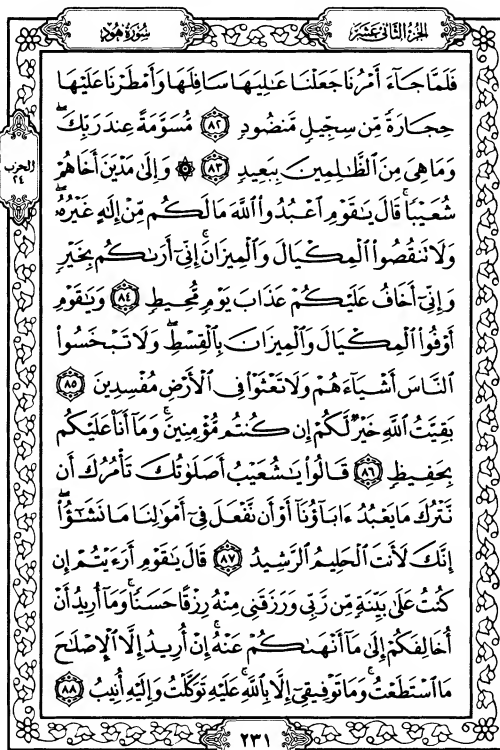 الجزء الثاني عشر
سورة هود
فَلَمَّا جَآءَ أَمْرُنَا جَعَلْنَا عَٰلِيَهَا سَافِلَهَا وَأَمْطَرْنَا عَلَيْهَا
حِجَارَةً مِّن سِجِّيلٍ مَّنضُودٍ ٨٢ مُّسَوَّمَةً عِندَ رَبِّكَۖ
وَمَا هِىَ مِنَ ٱلظَّٰلِمِينَ بِبَعِيدٍ ٨٣ ۞ وَإِلَىٰ مَدْيَنَ أَخَاهُمْ
الحزب
٢٤
شُعَيْبًاۚ قَالَ يَٰقَوْمِ ٱعْبُدُوا۟ ٱللَّهَ مَا لَكُم مِّنْ إِلَٰهٍ غَيْرُهُۥۖ
وَلَا تَنقُصُوا۟ ٱلْمِكْيَالَ وَٱلْمِيزَانَۚ إِنِّىٓ أَرَىٰكُم بِخَيْرٍ
وَإِنِّىٓ أَخَافُ عَلَيْكُمْ عَذَابَ يَوْمٍ مُّحِيطٍ ٨٤ وَيَٰقَوْمِ
أَوْفُوا۟ ٱلْمِكْيَالَ وَٱلْمِيزَانَ بِٱلْقِسْطِۖ وَلَا تَبْخَسُوا۟
ٱلنَّاسَ أَشْيَآءَهُمْ وَلَا تَعْثَوْا۟ فِى ٱلْأَرْضِ مُفْسِدِينَ ٨٥
بَقِيَّتُ ٱللَّهِ خَيْرٌ لَّكُمْ إِن كُنتُم مُّؤْمِنِينَۚ وَمَآ أَنَا۠ عَلَيْكُم
بِحَفِيظٍ ٨٦ قَالُوا۟ يَٰشُعَيْبُ أَصَلَوٰتُكَ تَأْمُرُكَ أَن
نَّتْرُكَ مَا يَعْبُدُ ءَابَآؤُنَآ أَوْ أَن نَّفْعَلَ فِىٓ أَمْوَٰلِنَا مَا نَشَٰٓؤُا۟ۖ
إِنَّكَ لَأَنتَ ٱلْحَلِيمُ ٱلرَّشِيدُ ٨٧ قَالَ يَٰقَوْمِ أَرَءَيْتُمْ إِن
كُنتُ عَلَىٰ بَيِّنَةٍ مِّن رَّبِّى وَرَزَقَنِى مِنْهُ رِزْقًا حَسَنًاۚ وَمَآ أُرِيدُ أَنْ
أُخَالِفَكُمْ إِلَىٰ مَآ أَنْهَىٰكُمْ عَنْهُۚ إِنْ أُرِيدُ إِلَّا ٱلْإِصْلَٰحَ
مَا ٱسْتَطَعْتُۚ وَمَا تَوْفِيقِىٓ إِلَّا بِٱللَّهِۚ عَلَيْهِ تَوَكَّلْتُ وَإِلَيْهِ أُنِيبُ ٨٨
٢٣١